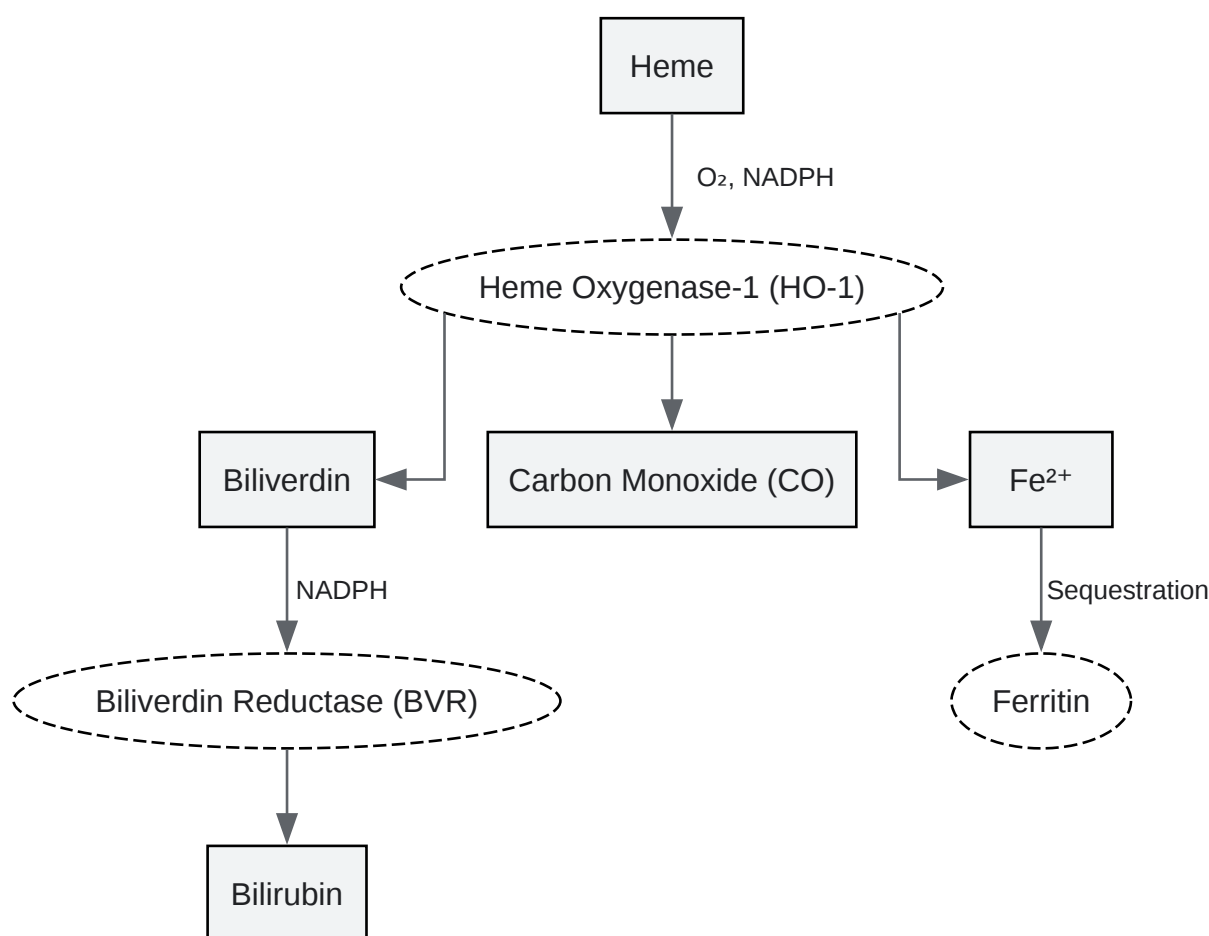 Heme
O₂, NADPH
Heme Oxygenase-1 (HO-1)
Biliverdin
Carbon Monoxide (CO)
Fe²⁺
NADPH
Sequestration
Biliverdin Reductase (BVR)
Ferritin
Bilirubin